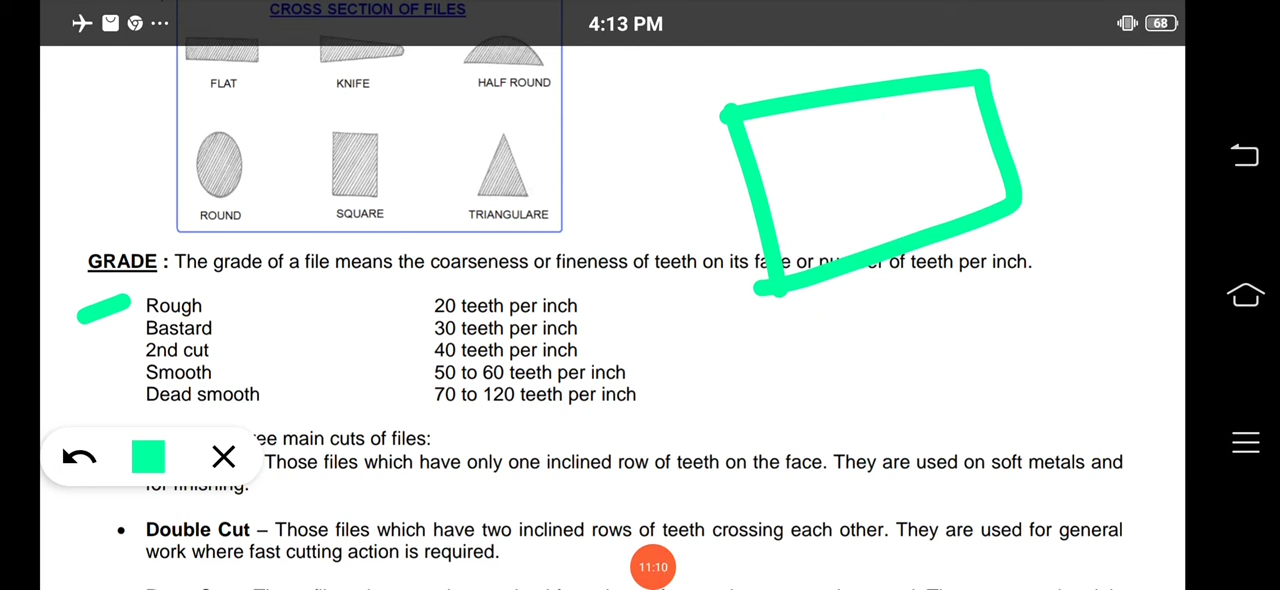 4:13 PM
68
CROSS SECTION OF FILES
FLAT KNIFE HALF ROUND
ROUND SQUARE TRIANGULARE
GRADE : The grade of a file means the coarseness or fineness of teeth on its or of teeth per inch.
Rough 20 teeth per inch
Bastard 30 teeth per inch
2nd cut 40 teeth per inch
Smooth 50 to 60 teeth per inch
Dead smooth 70 to 120 teeth per inch
main cuts of files:
Those files which have only one inclined row of teeth on the face. They are used on soft metals and
for finishing.
• Double Cut – Those files which have two inclined rows of teeth crossing each other. They are used for general
work where fast cutting action is required.
11:10